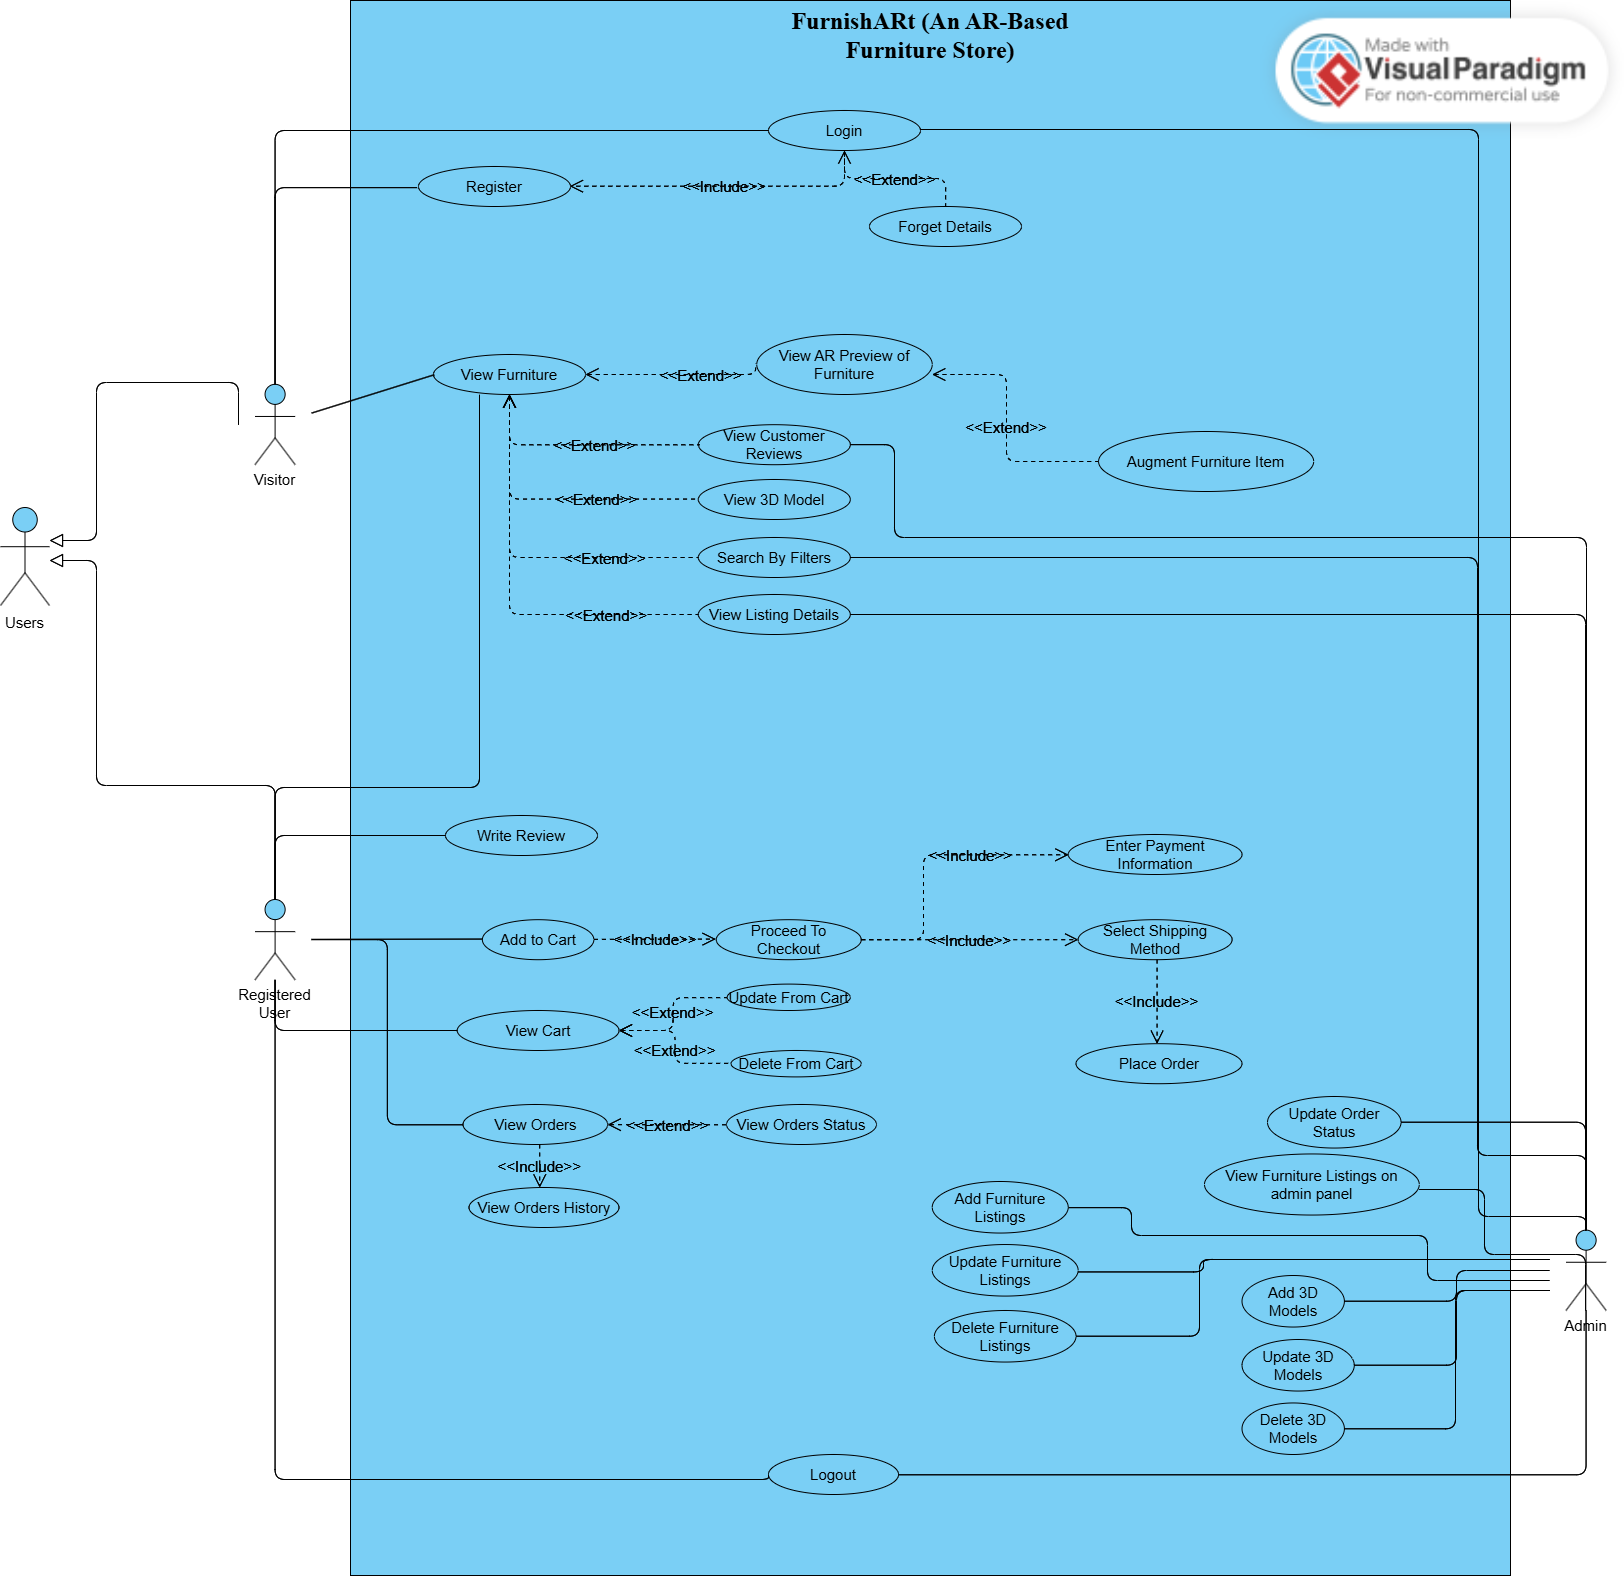 FurnishARt (An AR-Based
Furniture Store)
Made with
Visual Paradigm
For non-commercial use
Login
Register
<<Include>>
<<Extend>>
Forget Details
View Furniture
<<Extend>>
View AR Preview of
Furniture
<<Extend>>
Augment Furniture Item
<<Extend>>
View Customer
Reviews
<<Extend>>
View 3D Model
<<Extend>>
Search By Filters
<<Extend>>
View Listing Details
Visitor
Users
Write Review
Registered
User
Add to Cart
<<Include>>
Proceed To
Checkout
<<Include>>
Enter Payment
Information
<<Include>>
Select Shipping
Method
<<Include>>
Place Order
View Cart
<<Extend>>
Update From Cart
<<Extend>>
Delete From Cart
View Orders
<<Extend>>
View Orders Status
<<Include>>
View Orders History
Update Order
Status
View Furniture Listings on
admin panel
Add Furniture
Listings
Update Furniture
Listings
Delete Furniture
Listings
Add 3D
Models
Update 3D
Models
Delete 3D
Models
Admin
Logout